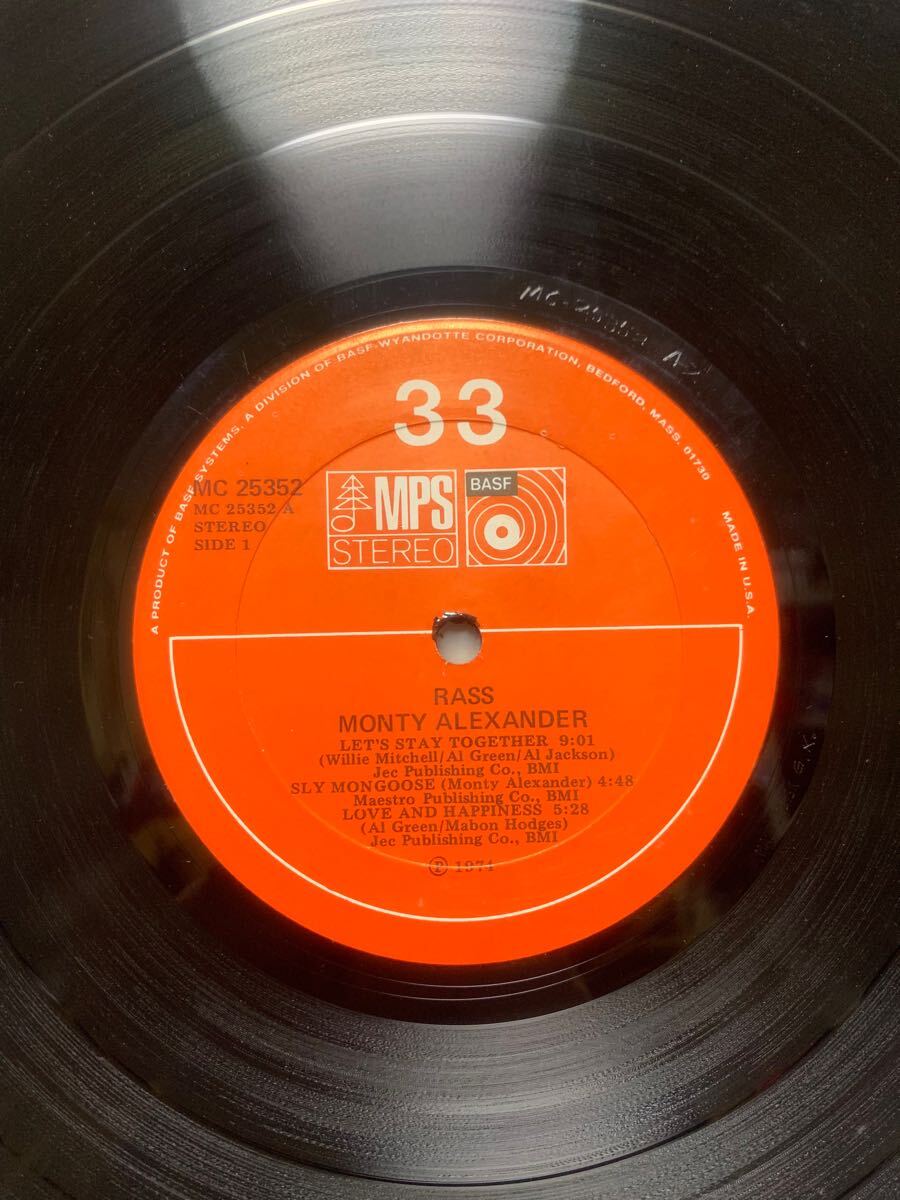 MC-25352 A2
A PRODUCT OF BASF SYSTEMS, A DIVISION OF BASF WYANDOTTE CORPORATION, BEDFORD, MASS. 01730
33
MC 25352
MC 25352 A
STEREO
SIDE 1
MPS
STEREO
BASF
MADE IN U.S.A.
RASS
MONTY ALEXANDER
LET'S STAY TOGETHER 9:01
(Willie Mitchell/Al Green/Al Jackson)
Jec Publishing Co., BMI
SLY MONGOOSE (Monty Alexander) 4:48
Maestro Publishing Co., BMI
LOVE AND HAPPINESS 5:28
(Al Green/Mabon Hodges)
Jec Publishing Co., BMI
Ⓟ 1974